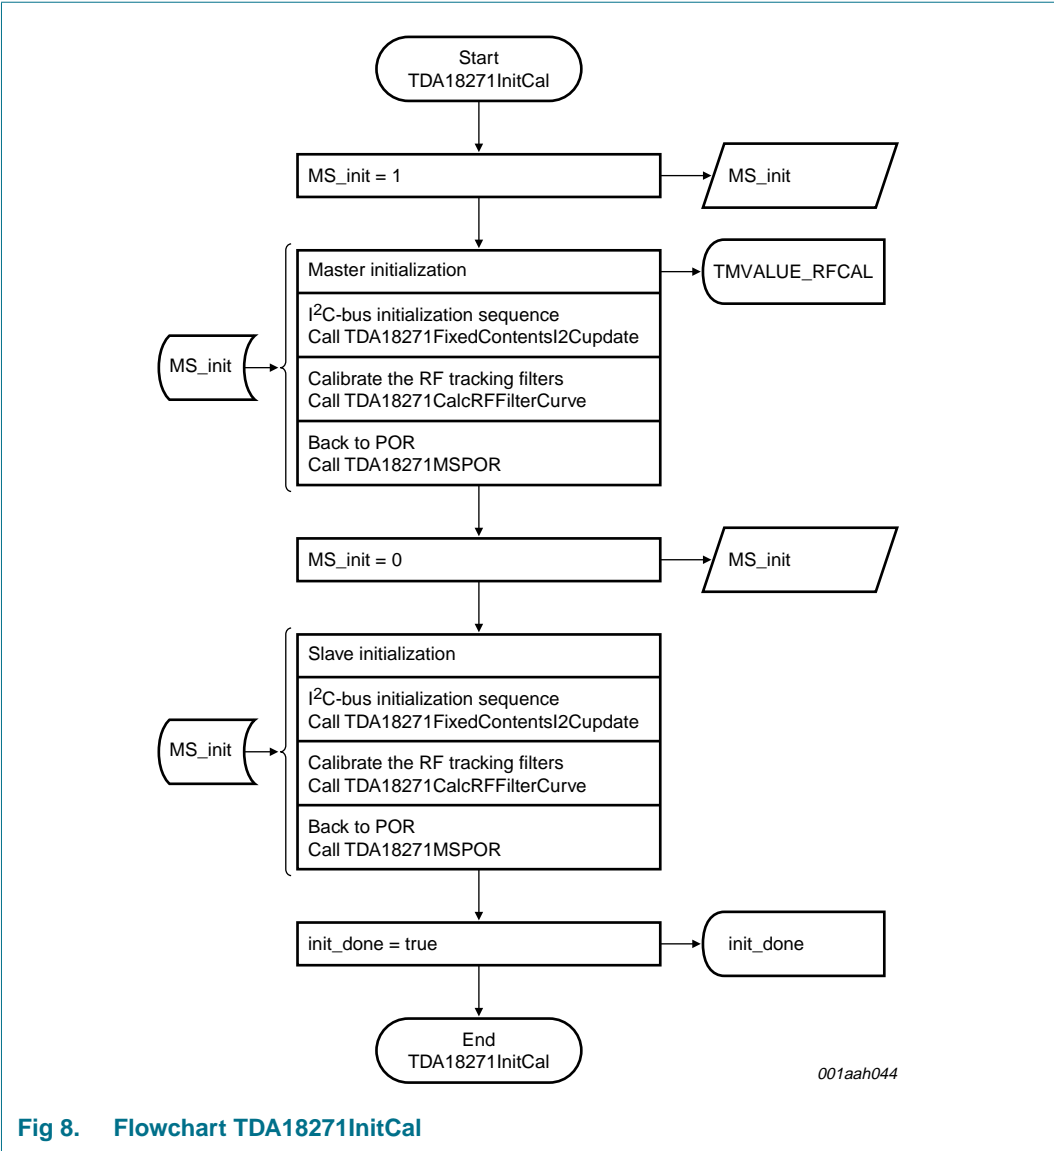 Start
TDA18271InitCal
MS_init = 1
MS_init
Master initialization
TMVALUE_RFCAL
I2C-bus initialization sequence
Call TDA18271FixedContentsI2Cupdate
MS_init
Calibrate the RF tracking filters
Call TDA18271CalcRFFilterCurve
Back to POR
Call TDA18271MSPOR
MS_init = 0
MS_init
Slave initialization
I2C-bus initialization sequence
Call TDA18271FixedContentsI2Cupdate
MS_init
Calibrate the RF tracking filters
Call TDA18271CalcRFFilterCurve
Back to POR
Call TDA18271MSPOR
init_done = true
init_done
End
TDA18271InitCal
001aah044
Fig 8. Flowchart TDA18271InitCal